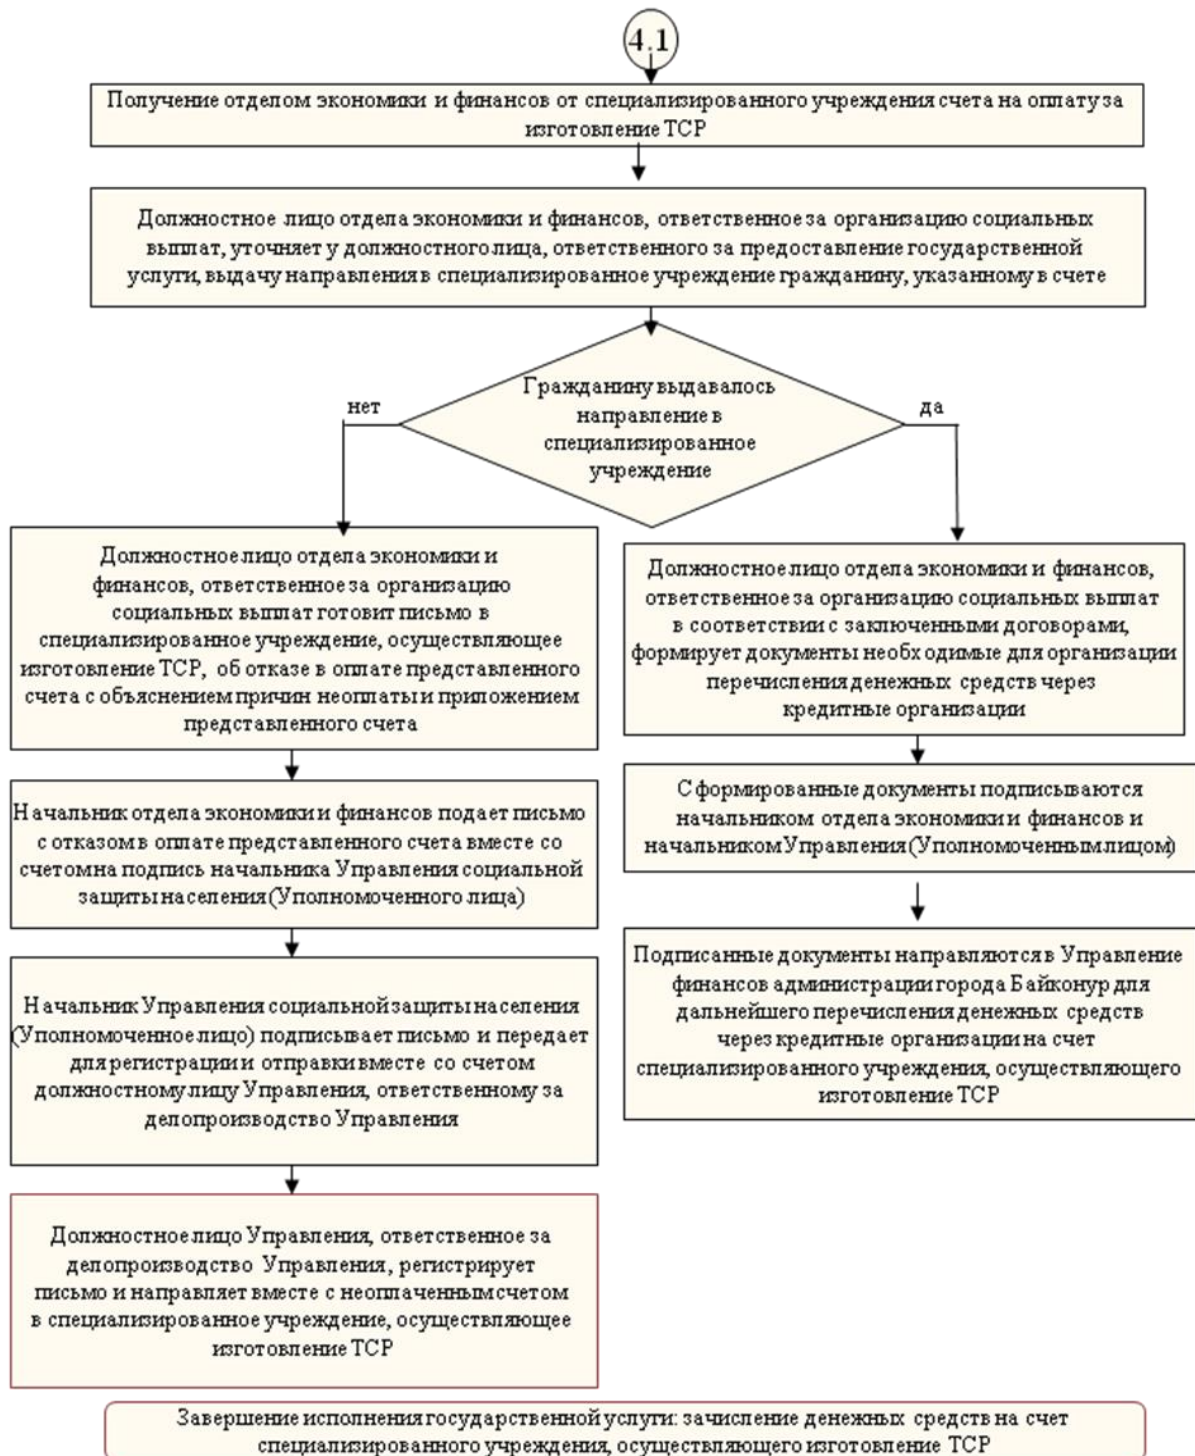 4.1
Получение отделом экономики и финансов от специализированного учреждения счета на оплату за
изготовление ТСР
Должностное лицо отдела экономики и финансов, ответственное за организацию социальных
выплат, уточняет у должностного лица, ответственного за предоставление государственной
услуги, выдачу направления в специализированное учреждение гражданину, указанному в счете
Гражданину выдавалось
направление в
специализированное
учреждение
нет
да
Должностное лицо отдела экономики и
финансов, ответственное за организацию
социальных выплат готовит письмо в
специализированное учреждение, осуществляющее
изготовление ТСР, об отказе в оплате представленного
счета с объяснением причин неоплаты и приложением
представленного счета
Начальник отдела экономики и финансов подает письмо
с отказом в оплате представленного счета вместе со
счетом на подпись начальника Управления социальной
защиты населения (Уполномоченного лица)
Начальник Управления социальной защиты населения
(Уполномоченное лицо) подписывает письмо и передает
для регистрации и отправки вместе со счетом
должностному лицу Управления, ответственному за
делопроизводство Управления
Должностное лицо Управления, ответственное за
делопроизводство Управления, регистрирует
письмо и направляет вместе с неоплаченным счетом
в специализированное учреждение, осуществляющее
изготовление ТСР
Должностное лицо отдела экономики и финансов,
ответственное за организацию социальных выплат
в соответствии с заключенными договорами,
формирует документы необходимые для организации
перечисления денежных средств через
кредитные организации
Сформированные документы подписываются
начальником отдела экономики и финансов и
начальником Управления (Уполномоченным лицом)
Подписанные документы направляются в Управление
финансов администрации города Байконур для
дальнейшего перечисления денежных средств
через кредитные организации на счет
специализированного учреждения, осуществляющего
изготовление ТСР
Завершение исполнения государственной услуги: зачисление денежных средств на счет
специализированного учреждения, осуществляющего изготовление ТСР